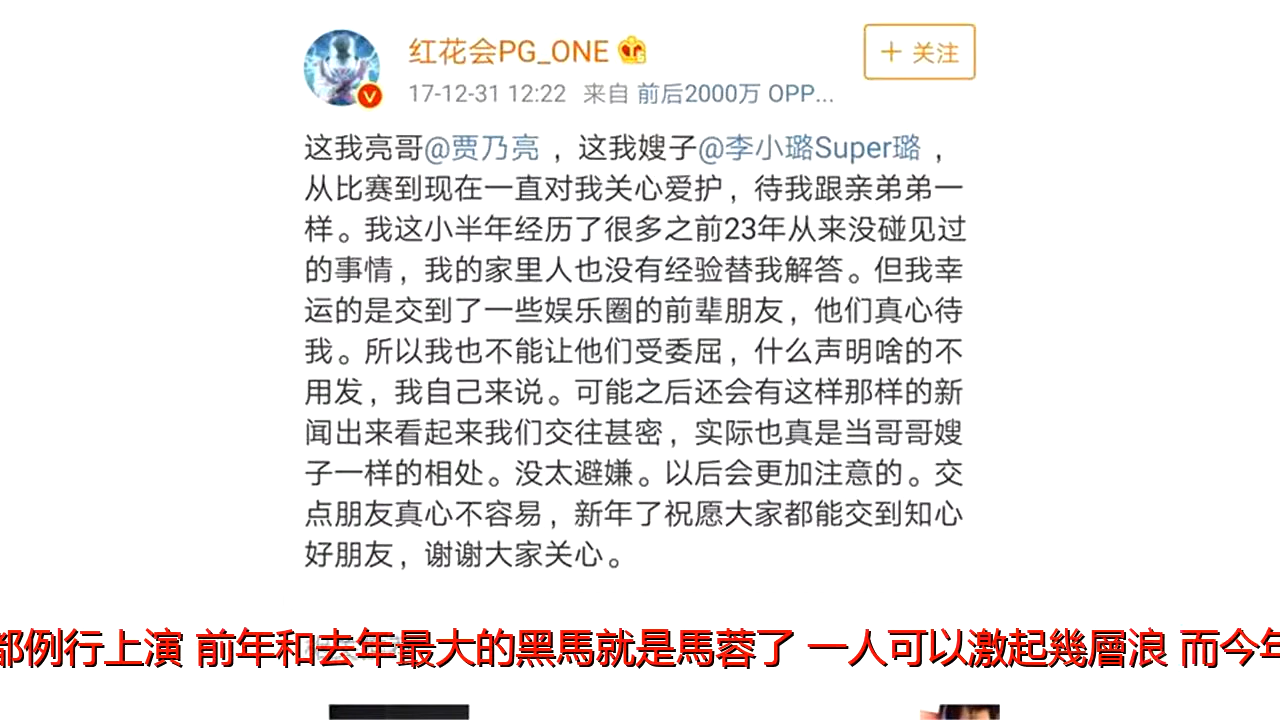 红花会PG_ONE
+ 关注
17-12-31 12:22 来自 前后2000万 OPP...
这我亮哥@贾乃亮 ，这我嫂子@李小璐Super璐 ，
从比赛到现在一直对我关心爱护，待我跟亲弟弟一
样。我这小半年经历了很多之前23年从来没碰见过
的事情，我的家里人也没有经验替我解答。但我幸
运的是交到了一些娱乐圈的前辈朋友，他们真心待
我。所以我也不能让他们受委屈，什么声明啥的不
用发，我自己来说。可能之后还会有这样那样的新
闻出来看起来我们交往甚密，实际也真是当哥哥嫂
子一样的相处。没太避嫌。以后会更加注意的。交
点朋友真心不容易，新年了祝愿大家都能交到知心
好朋友，谢谢大家关心。
都例行上演 前年和去年最大的黑馬就是馬蓉了 一人可以激起幾層浪 而今年